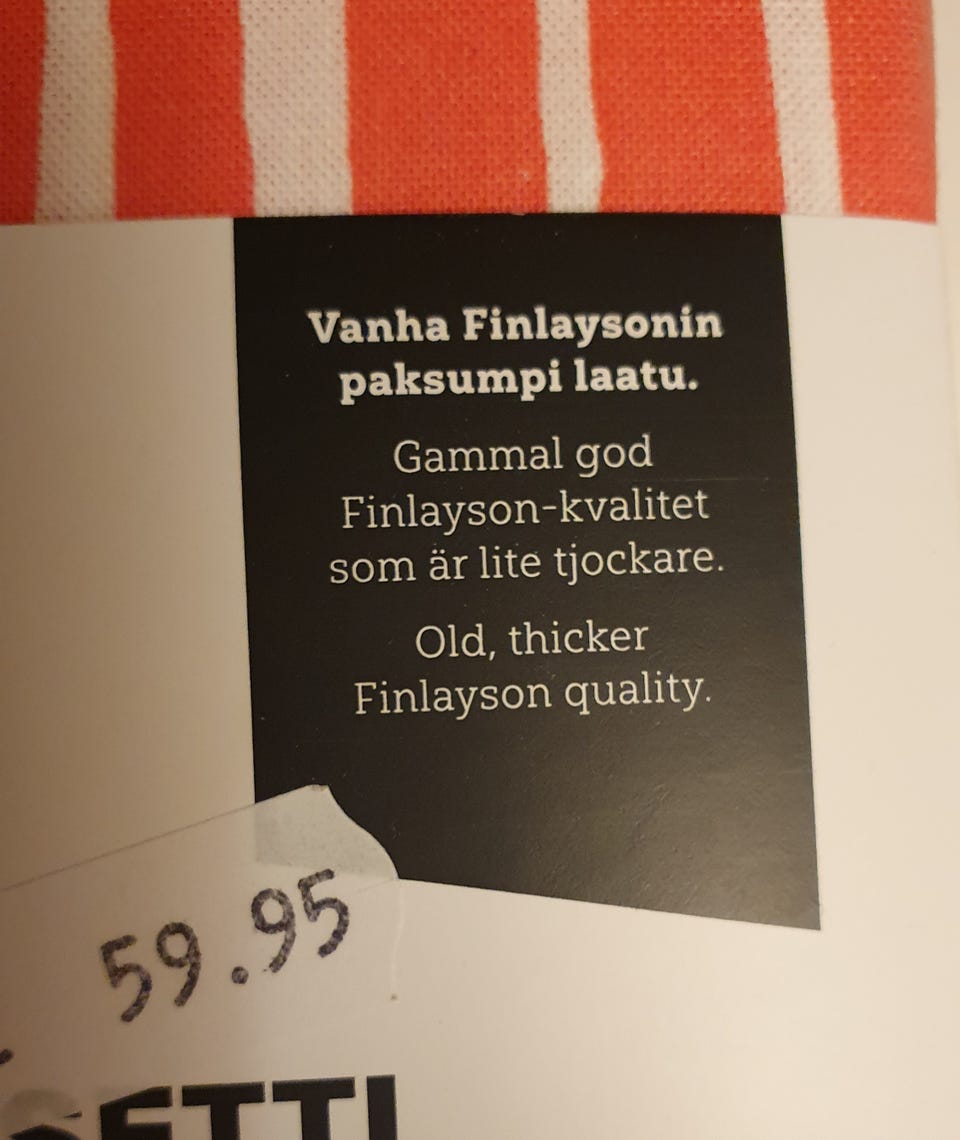 Vanha Finlaysonin
paksumpi laatu.
Gammal god
Finlayson-kvalitet
som är lite tjockare.
Old, thicker
Finlayson quality.
59.95